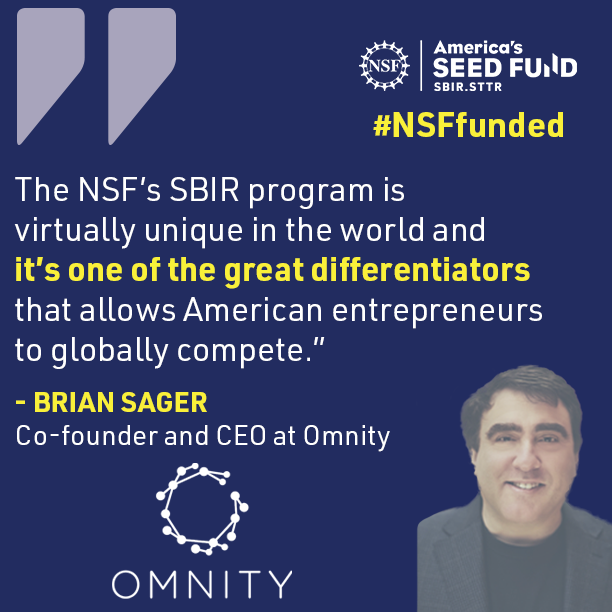 NSF
America's
SEED FUND
SBIR.STTR
#NSFfunded
The NSF's SBIR program is
virtually unique in the world and
it's one of the great differentiators
that allows American entrepreneurs
to globally compete.”
- BRIAN SAGER
Co-founder and CEO at Omnity
OMNITY